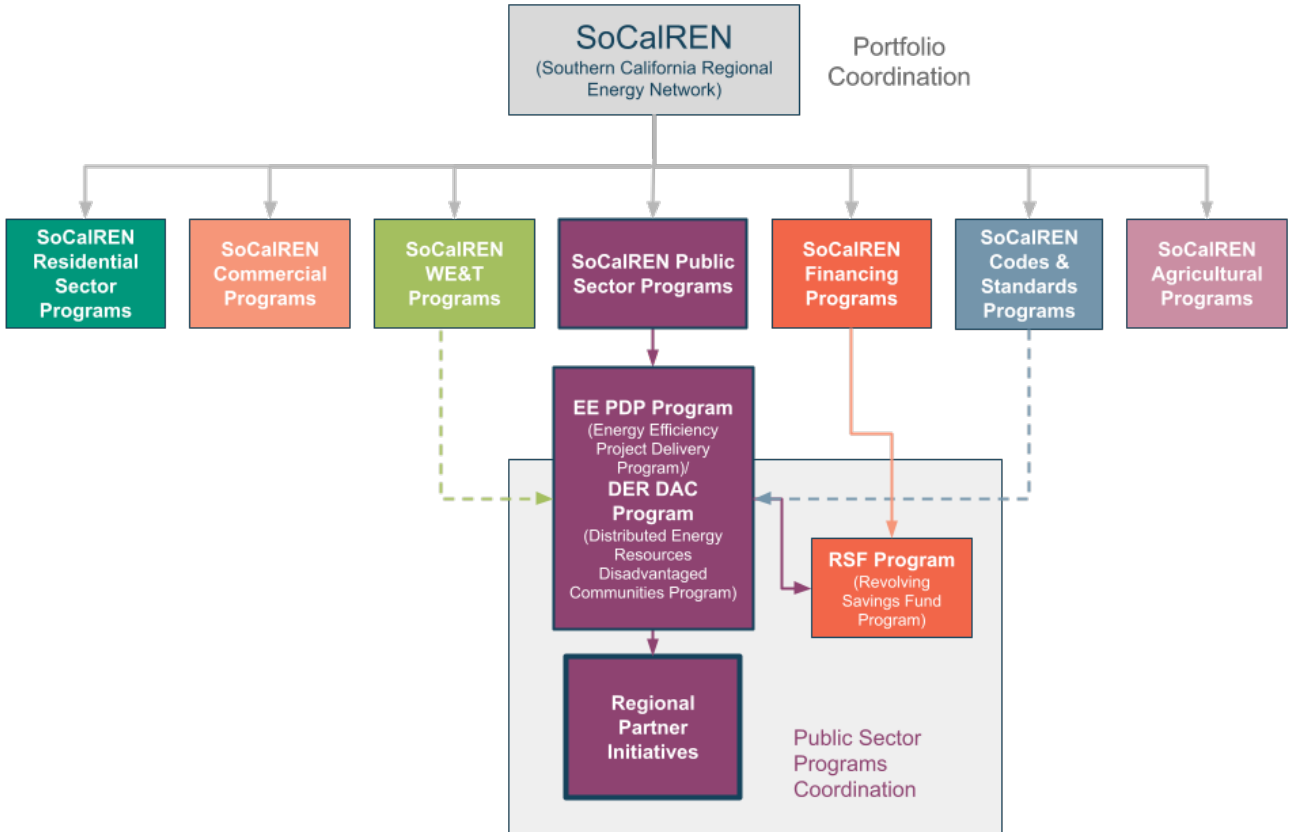 SoCalREN
(Southern California Regional
Energy Network)
Portfolio
Coordination
SoCalREN
Residential
Sector
Programs
SoCalREN
Commercial
Programs
SoCalREN
WE&T
Programs
SoCalREN Public
Sector Programs
SoCalREN
Financing
Programs
SoCalREN
Codes &
Standards
Programs
SoCalREN
Agricultural
Programs
EE PDP Program
(Energy Efficiency
Project Delivery
Program)/
DER DAC
Program
(Distributed Energy
Resources
Disadvantaged
Communities Program)
RSF Program
(Revolving
Savings Fund
Program)
Regional
Partner
Initiatives
Public Sector
Programs
Coordination